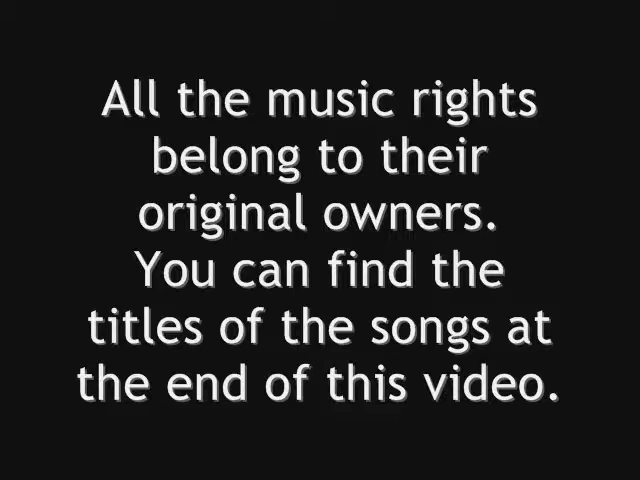 All the music rights
belong to their
original owners.
You can find the
titles of the songs at
the end of this video.